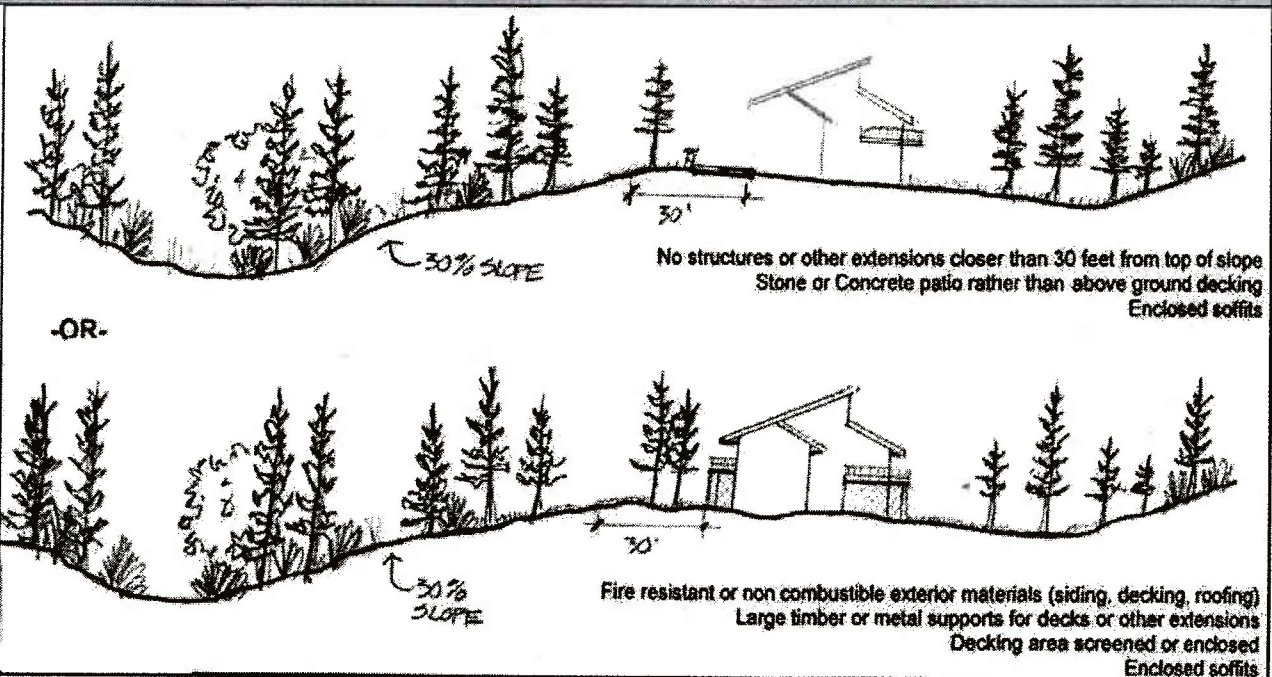 30'
30% SLOPE
No structures or other extensions closer than 30 feet from top of slope
Stone or Concrete patio rather than above ground decking
Enclosed soffits
-OR-
30'
30%
SLOPE
Fire resistant or non combustible exterior materials (siding, decking, roofing)
Large timber or metal supports for decks or other extensions
Decking area screened or enclosed
Enclosed soffits